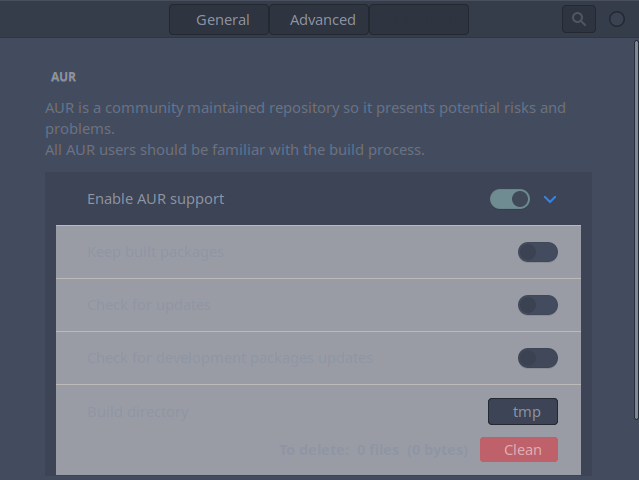 General Advanced
AUR
AUR is a community maintained repository so it presents potential risks and
problems.
All AUR users should be familiar with the build process.
Enable AUR support
Keep built packages
Check for updates
Check for development packages updates
Build directory tmp
To delete: 0 files (0 bytes) Clean